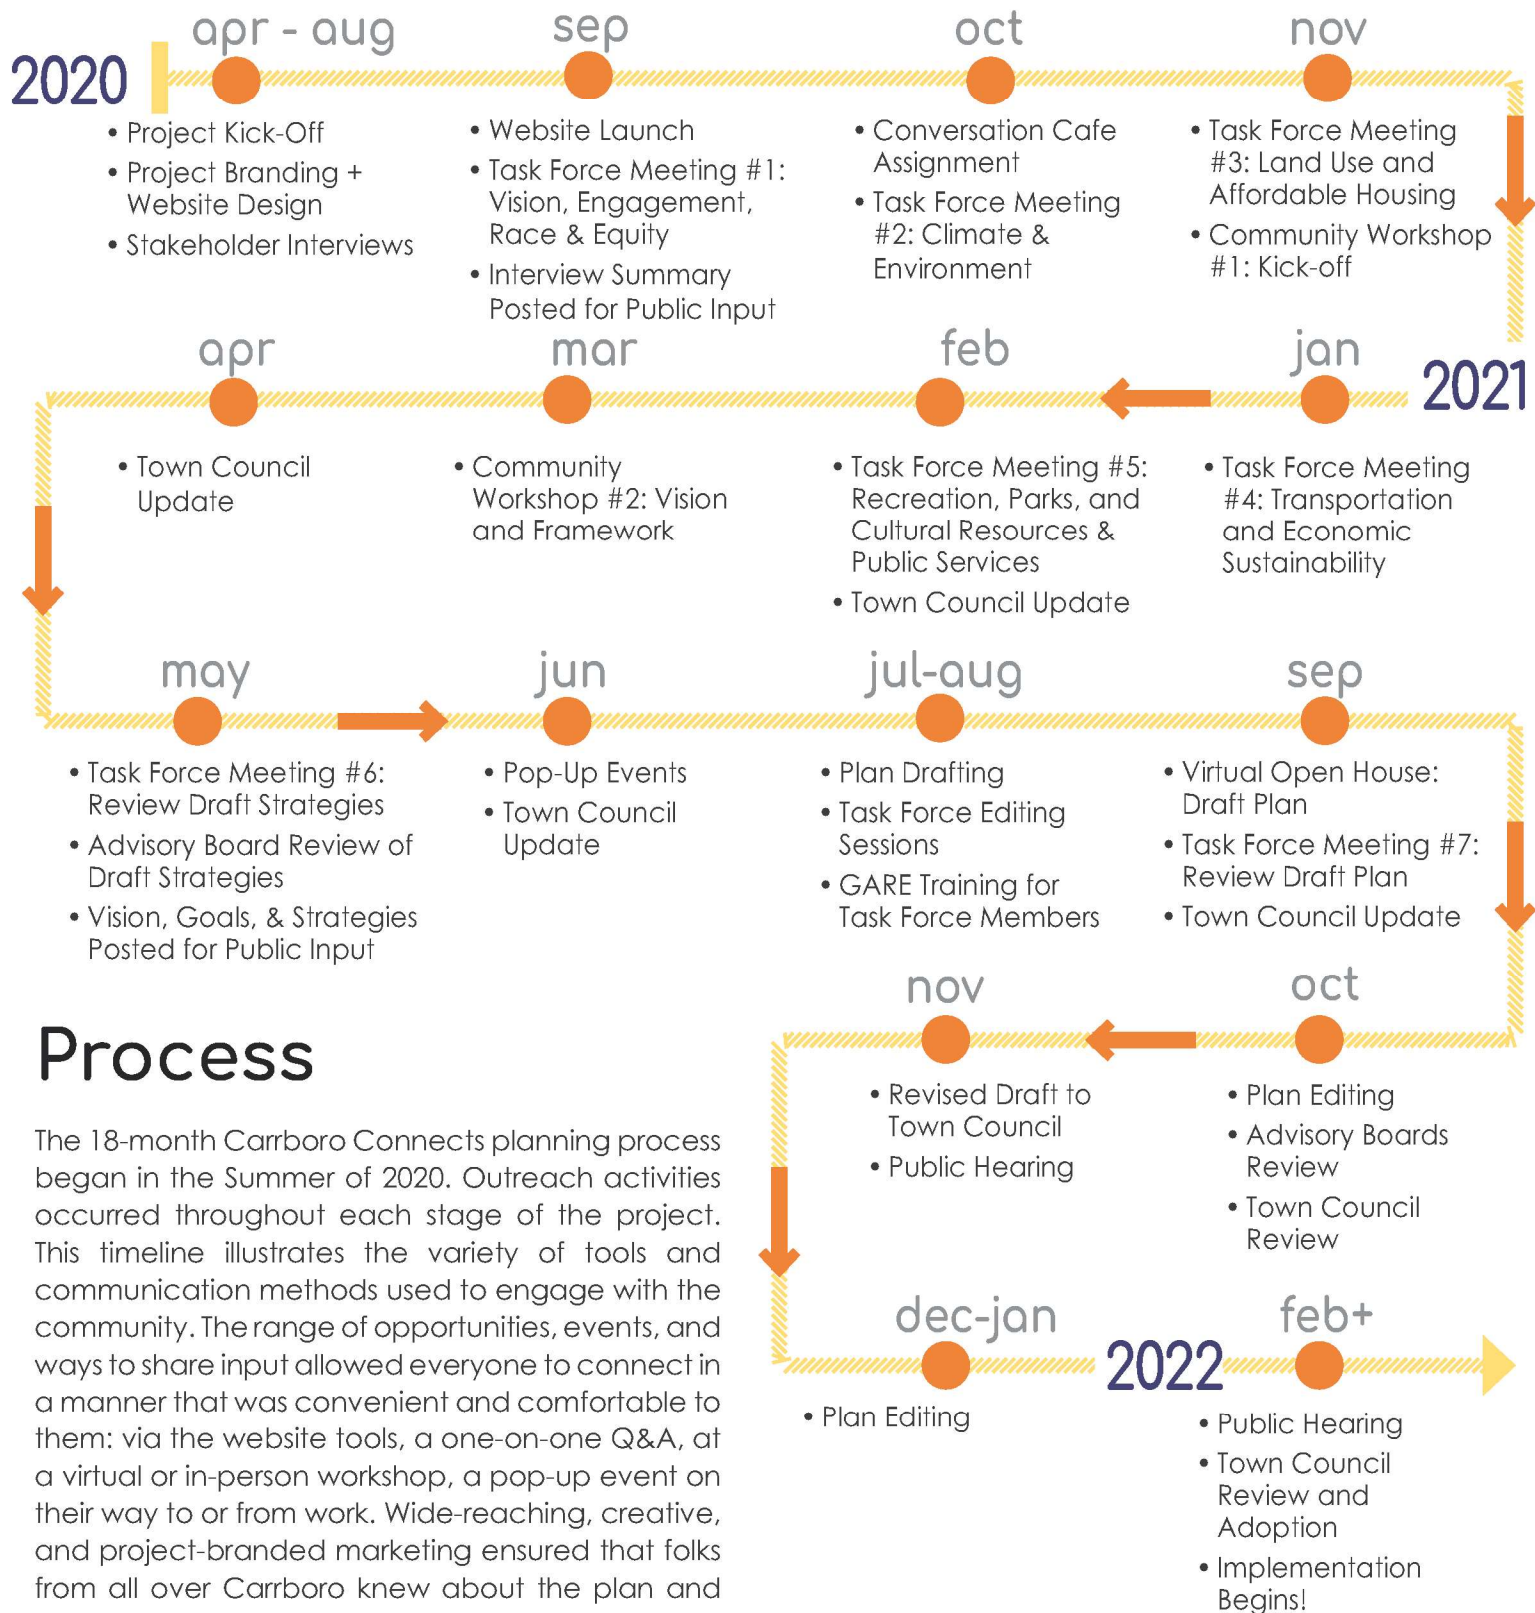 2020
apr - aug
• Project Kick-Off
• Project Branding +
Website Design
• Stakeholder Interviews
sep
• Website Launch
• Task Force Meeting #1:
Vision, Engagement,
Race & Equity
• Interview Summary
Posted for Public Input
oct
• Conversation Cafe
Assignment
• Task Force Meeting
#2: Climate &
Environment
nov
• Task Force Meeting
#3: Land Use and
Affordable Housing
• Community Workshop
#1: Kick-off
2021
jan
• Task Force Meeting
#4: Transportation
and Economic
Sustainability
feb
• Task Force Meeting #5:
Recreation, Parks, and
Cultural Resources &
Public Services
• Town Council Update
mar
• Community
Workshop #2: Vision
and Framework
apr
• Town Council
Update
may
• Task Force Meeting #6:
Review Draft Strategies
• Advisory Board Review of
Draft Strategies
• Vision, Goals, & Strategies
Posted for Public Input
jun
• Pop-Up Events
• Town Council
Update
jul-aug
• Plan Drafting
• Task Force Editing
Sessions
• GARE Training for
Task Force Members
sep
• Virtual Open House:
Draft Plan
• Task Force Meeting #7:
Review Draft Plan
• Town Council Update
oct
• Plan Editing
• Advisory Boards
Review
• Town Council
Review
nov
• Revised Draft to
Town Council
• Public Hearing
dec-jan
• Plan Editing
2022
feb+
• Public Hearing
• Town Council
Review and
Adoption
• Implementation
Begins!
Process
The 18-month Carrboro Connects planning process
began in the Summer of 2020. Outreach activities
occurred throughout each stage of the project.
This timeline illustrates the variety of tools and
communication methods used to engage with the
community. The range of opportunities, events, and
ways to share input allowed everyone to connect in
a manner that was convenient and comfortable to
them: via the website tools, a one-on-one Q&A, at
a virtual or in-person workshop, a pop-up event on
their way to or from work. Wide-reaching, creative,
and project-branded marketing ensured that folks
from all over Carrboro knew about the plan and